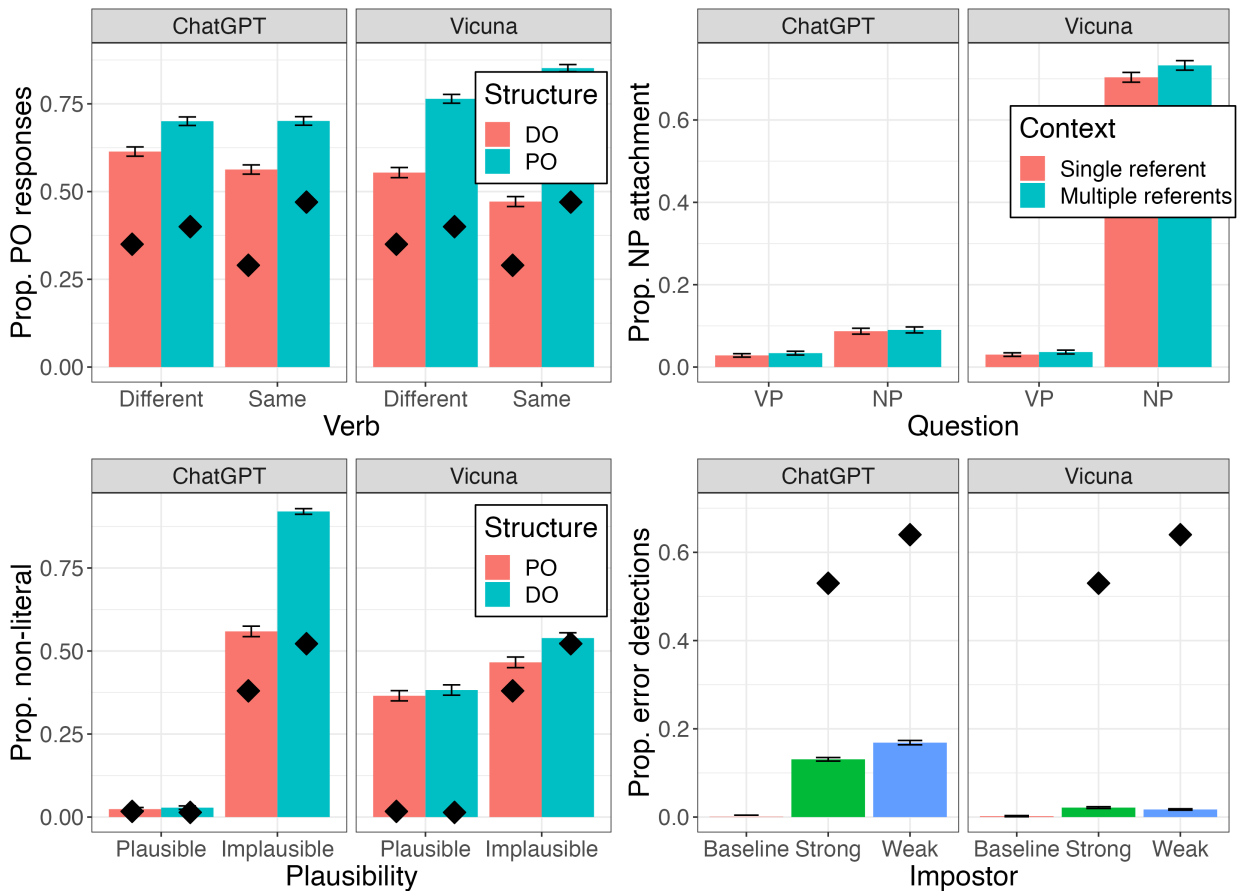 ChatGPT Vicuna
Prop. PO responses
0.75
0.50
0.25
0.00
Structure
DO
PO
Different Same Different Same
Verb
ChatGPT Vicuna
Prop. NP attachment
0.6
0.4
0.2
0.0
Context
Single referent
Multiple referents
VP NP VP NP
Question
ChatGPT Vicuna
Prop. non-literal
0.75
0.50
0.25
0.00
Structure
PO
DO
Plausible Implausible Plausible Implausible
Plausibility
ChatGPT Vicuna
Prop. error detections
0.6
0.4
0.2
0.0
Baseline Strong Weak Baseline Strong Weak
Impostor